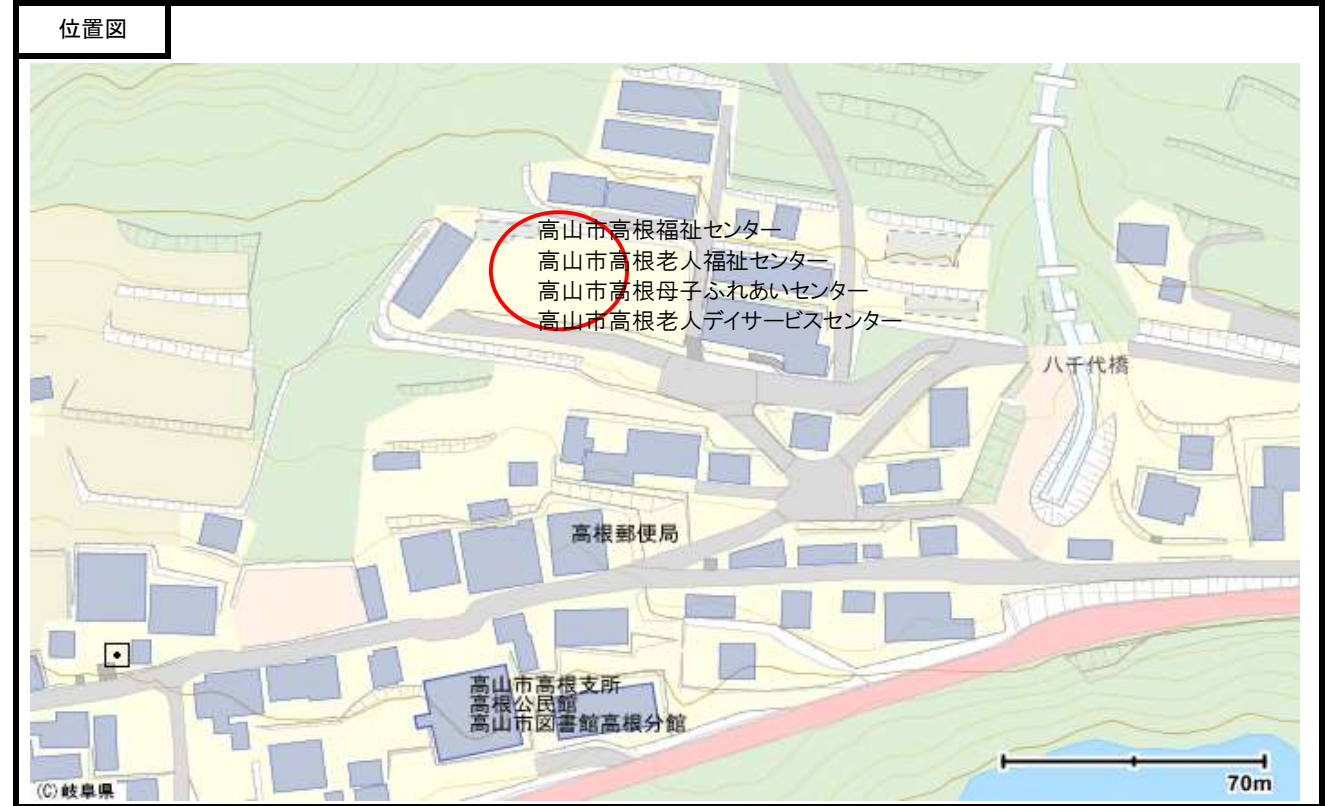 位置図
高山市高根福祉センター
高山市高根老人福祉センター
高山市高根母子ふれあいセンター
高山市高根老人デイサービスセンター
八千代橋
高根郵便局
高山市高根支所
高根公民館
高山市図書館高根分館
(C)岐阜県
70m